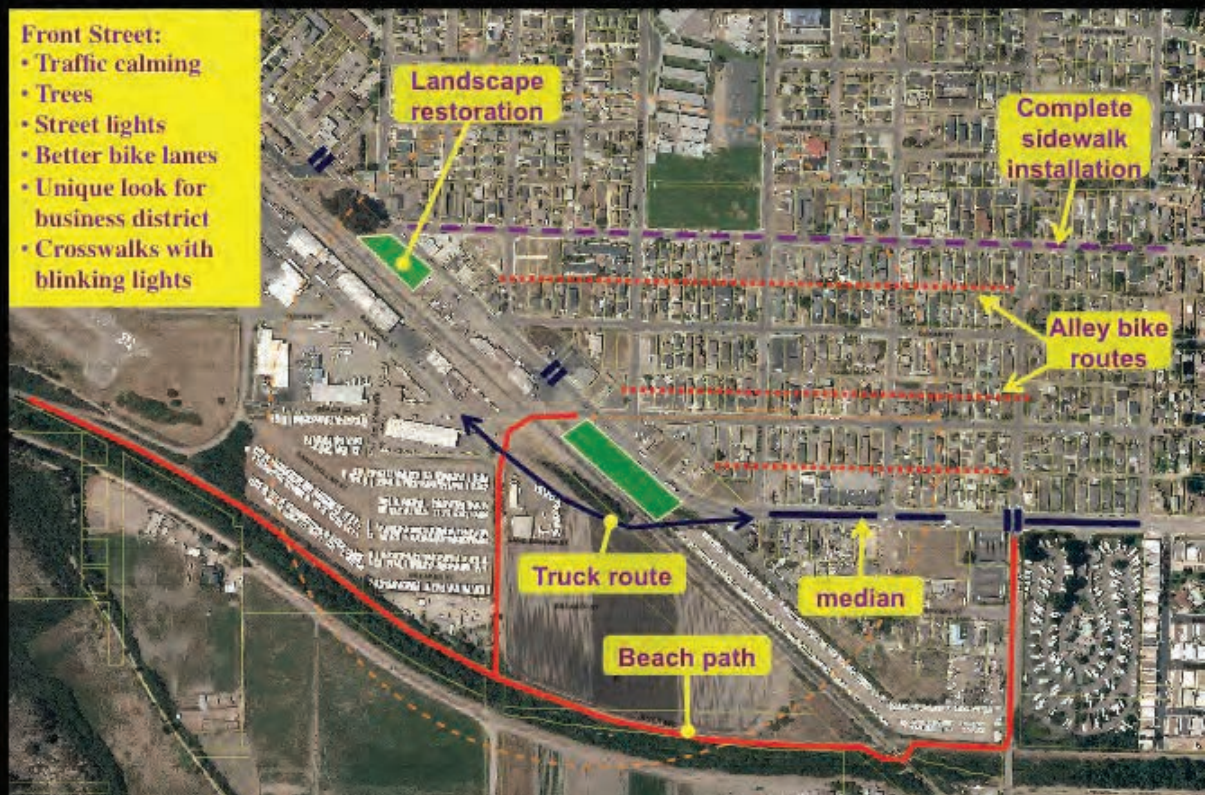 Front Street:
• Traffic calming
• Trees
• Street lights
• Better bike lanes
• Unique look for
business district
• Crosswalks with
blinking lights
Landscape
restoration
Complete
sidewalk
installation
Alley bike
routes
Truck route
median
Beach path